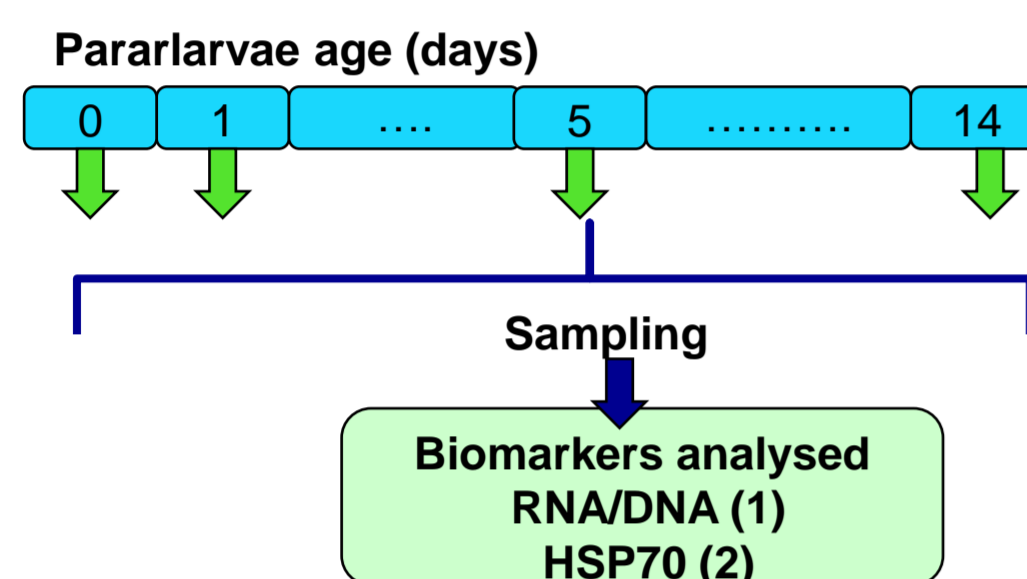 Pararlarvae age (days)
0 1 .... 5 .......... 14
Sampling
Biomarkers analysed
RNA/DNA (1)
HSP70 (2)